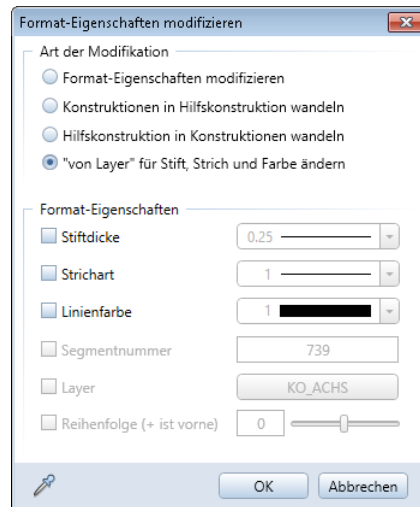 Format-Eigenschaften modifizieren
Art der Modifikation
Format-Eigenschaften modifizieren
Konstruktionen in Hilfskonstruktion wandeln
Hilfskonstruktion in Konstruktionen wandeln
"von Layer" für Stift, Strich und Farbe ändern
Format-Eigenschaften
Stiftdicke 0.25
Strichart 1
Linienfarbe 1
Segmentnummer 739
Layer KO_ACHS
Reihenfolge (+ ist vorne) 0
OK Abbrechen